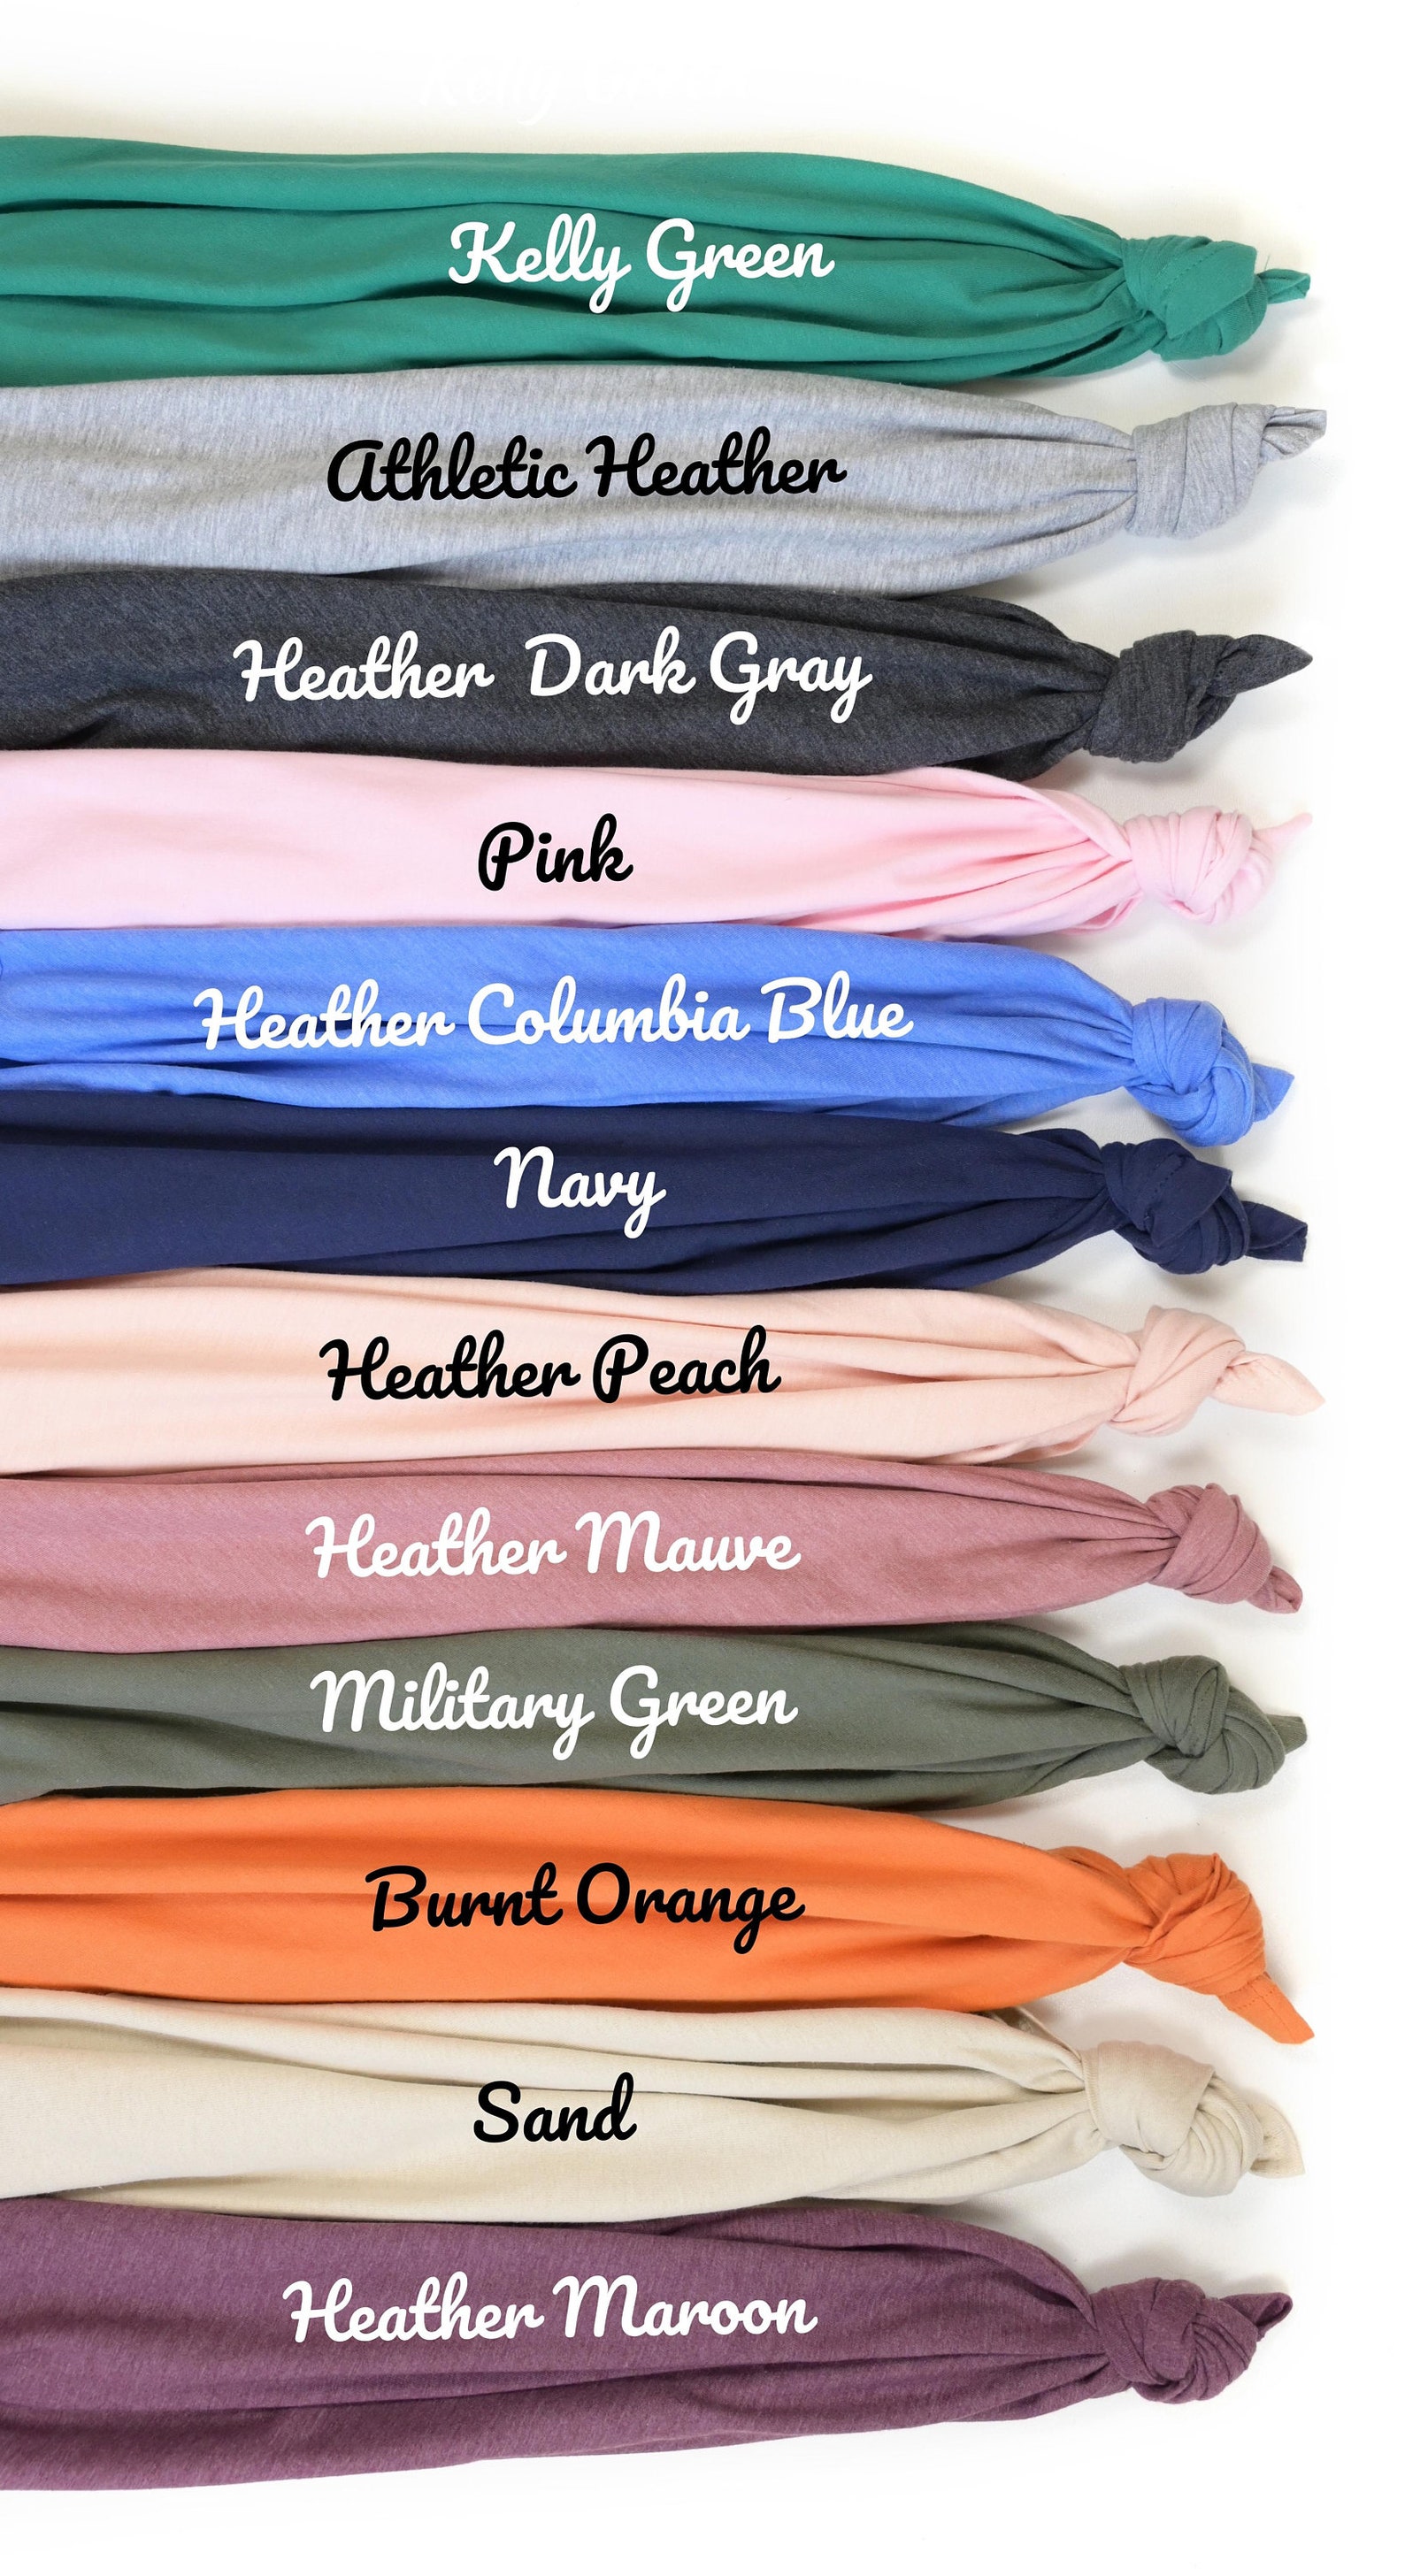 Kelly Green
Athletic Heather
Heather Dark Gray
Pink
Heather Columbia Blue
Navy
Heather Peach
Heather Mauve
Military Green
Burnt Orange
Sand
Heather Maroon